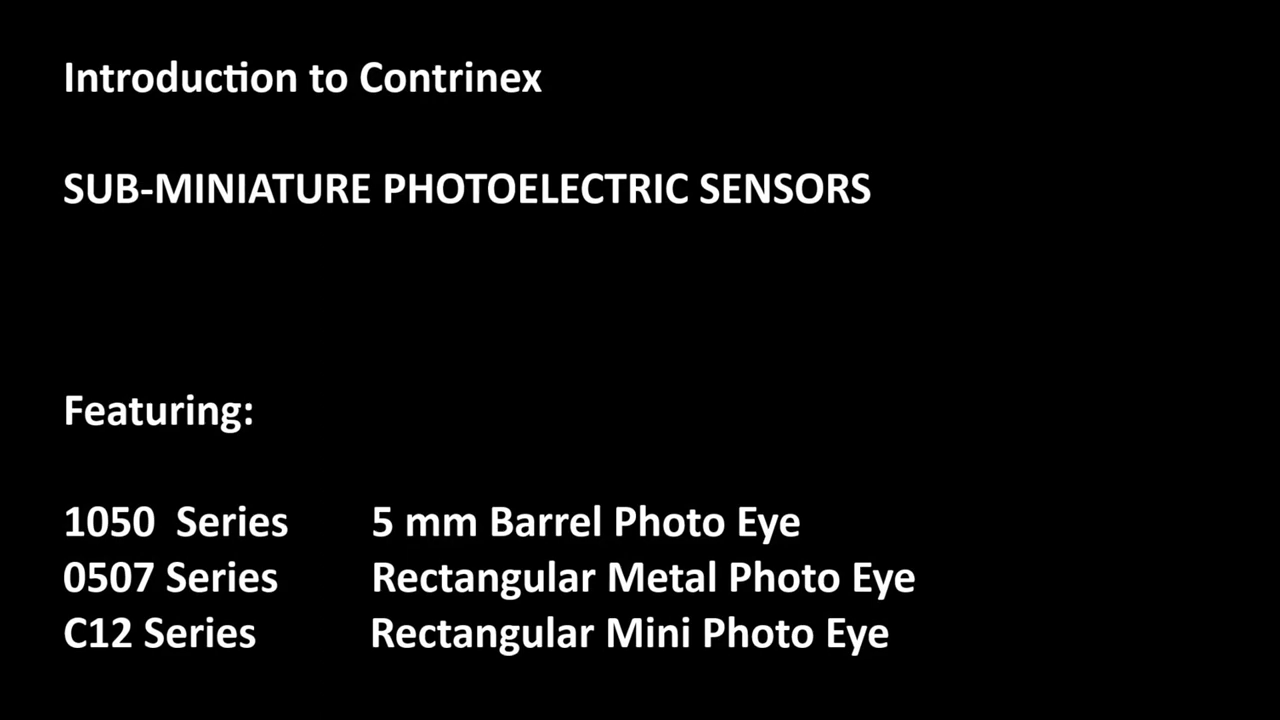 Introduction to Contrinex
SUB-MINIATURE PHOTOELECTRIC SENSORS
Featuring:
1050 Series 5 mm Barrel Photo Eye
0507 Series Rectangular Metal Photo Eye
C12 Series Rectangular Mini Photo Eye